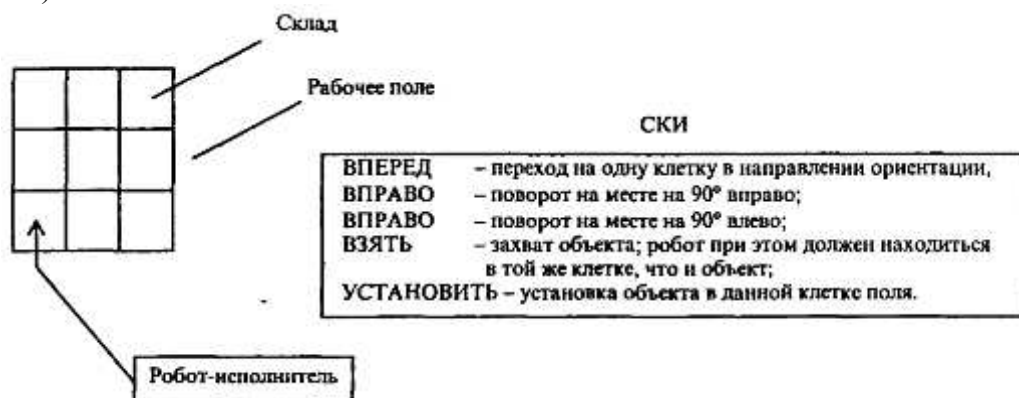 Склад
Рабочее поле
СКИ
ВПЕРЕД – переход на одну клетку в направлении ориентации,
ВПРАВО – поворот на месте на 90° вправо;
ВПРАВО – поворот на месте на 90° влево;
ВЗЯТЬ – захват объекта; робот при этом должен находиться
в той же клетке, что и объект;
УСТАНОВИТЬ – установка объекта в данной клетке поля.
Робот-исполнитель